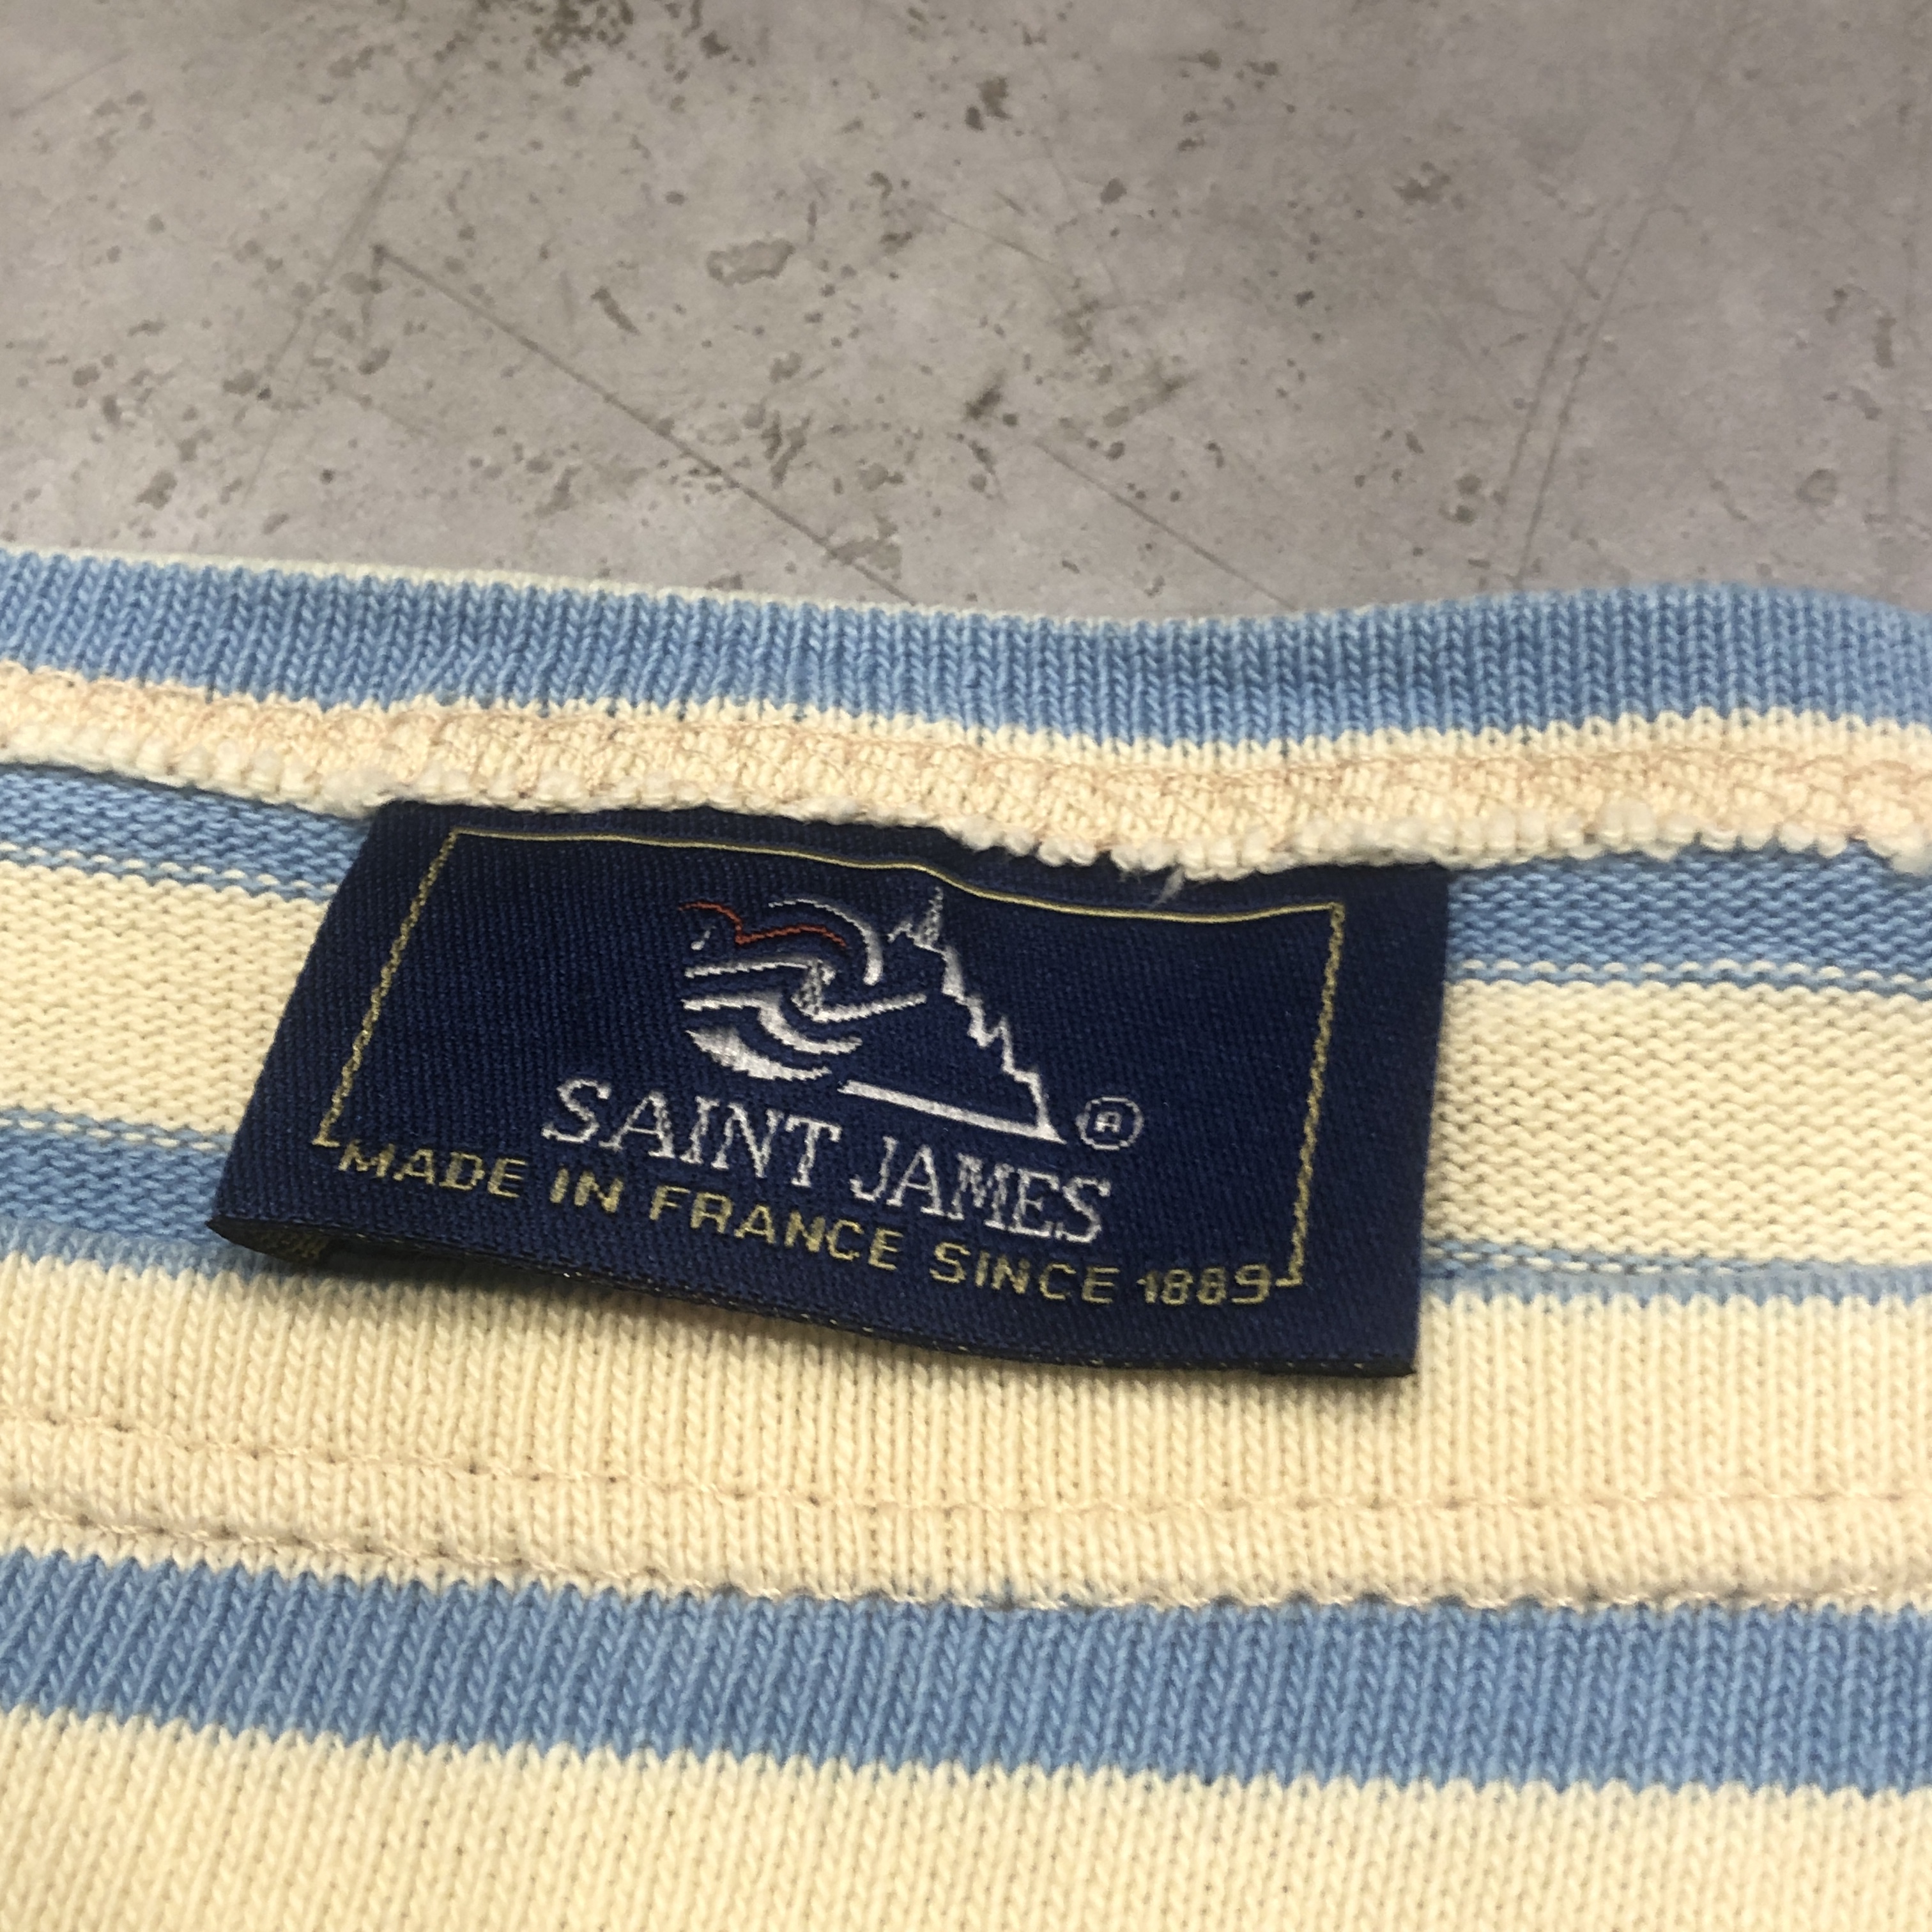 ®
SAINT JAMES
MADE IN FRANCE SINCE 1889